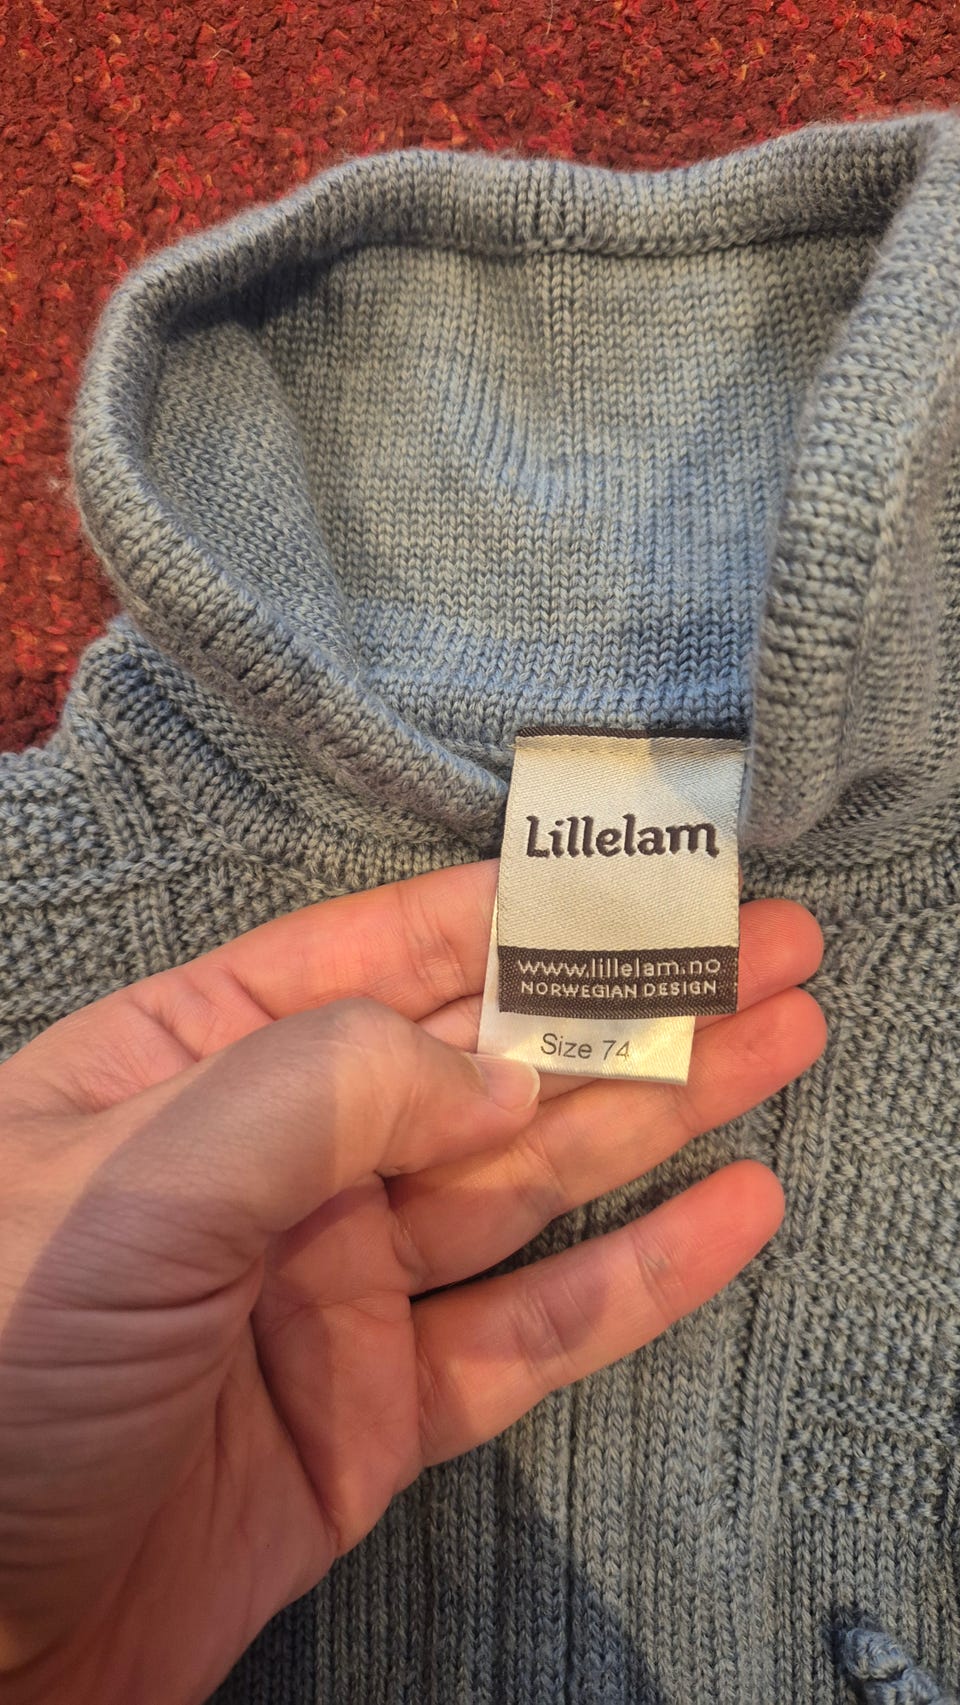 Lillelam
www.lillelam.no
NORWEGIAN DESIGN
Size 74